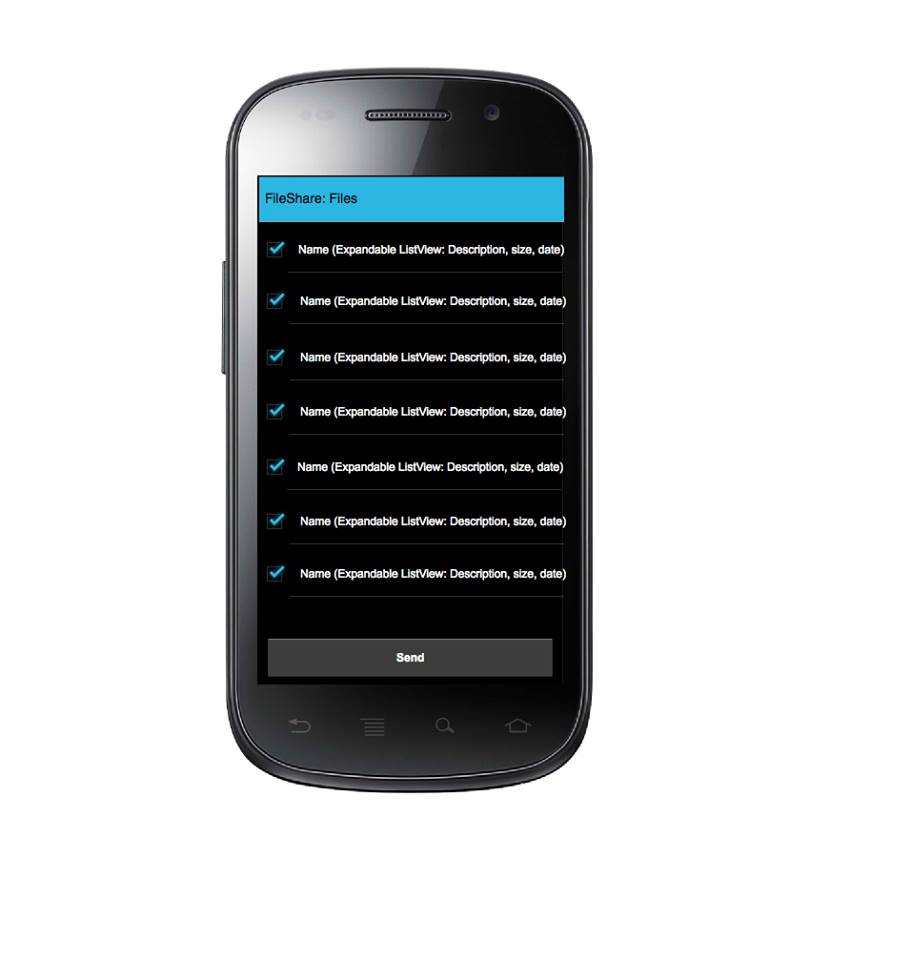 FileShare: Files
Name (Expandable ListView: Description, size, date)
Name (Expandable ListView: Description, size, date)
Name (Expandable ListView: Description, size, date)
Name (Expandable ListView: Description, size, date)
Name (Expandable ListView: Description, size, date)
Name (Expandable ListView: Description, size, date)
Name (Expandable ListView: Description, size, date)
Send